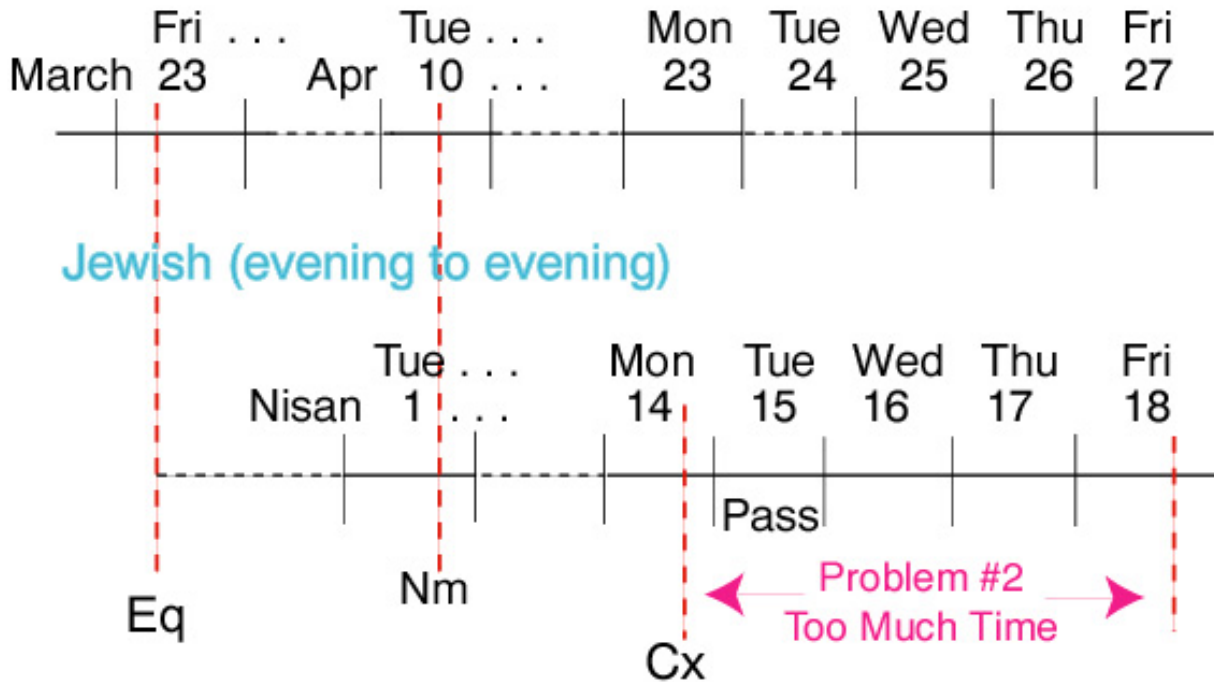 Fri . . . Tue . . . Mon Tue Wed Thu Fri
March 23 Apr 10 . . . 23 24 25 26 27
Jewish (evening to evening)
Tue . . . Mon Tue Wed Thu Fri
Nisan 1 . . . 14 15 16 17 18
Pass
Eq Nm Cx
Problem #2
Too Much Time